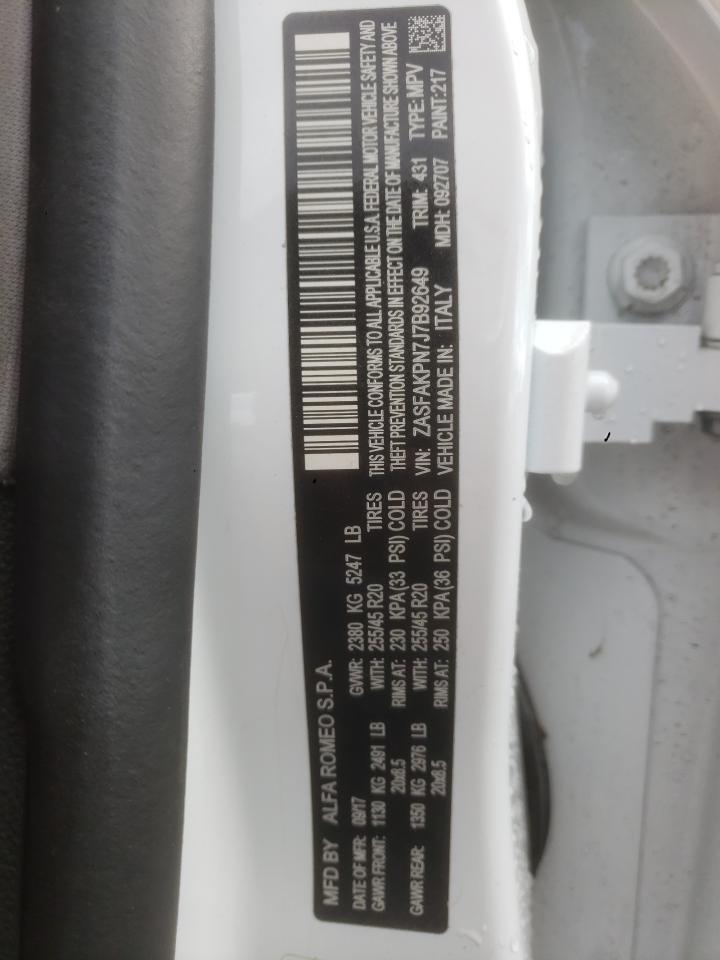 MFD BY ALFA ROMEO S.P.A.
DATE OF MFR: 09/17 GVWR: 2380 KG 5247 LB
GAWR FRONT: 1130 KG 2491 LB WITH: 255/45 R20 TIRES
20x8.5 RIMS AT: 230 KPA(33 PSI) COLD
GAWR REAR: 1350 KG 2976 LB WITH: 255/45 R20 TIRES
20x8.5 RIMS AT: 250 KPA(36 PSI) COLD
THIS VEHICLE CONFORMS TO ALL APPLICABLE U.S.A. FEDERAL MOTOR VEHICLE SAFETY AND
THEFT PREVENTION STANDARDS IN EFFECT ON THE DATE OF MANUFACTURE SHOWN ABOVE
VIN: ZASFAKPN7J7B92649 TRIM: 431 TYPE:MPV
VEHICLE MADE IN: ITALY MDH: 092707 PAINT:217